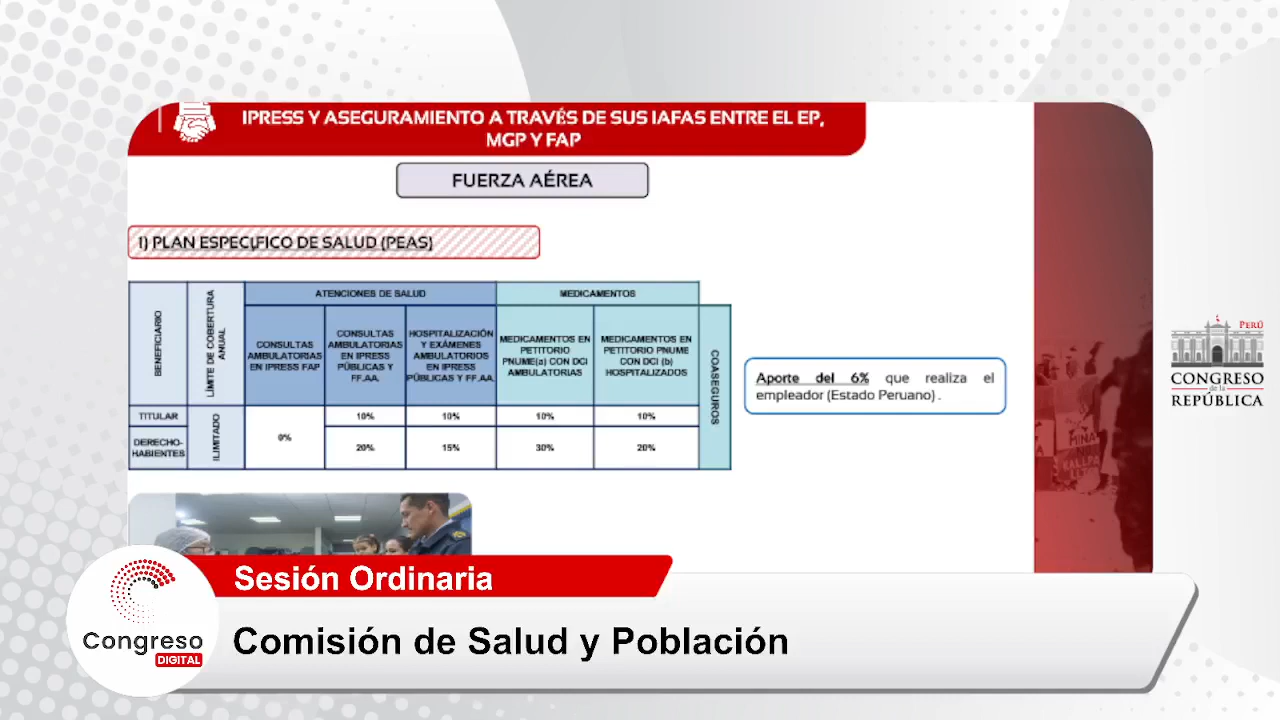 IPRESS Y ASEGURAMIENTO A TRAVÉS DE SUS IAFAS ENTRE EL EP,
MGP Y FAP
FUERZA AÉREA
I) PLAN ESPECIFICO DE SALUD (PEAS)
BENEFICIARIO
LÍMITE DE COBERTURA
ANUAL
ATENCIONES DE SALUD
MEDICAMENTOS
CONSULTAS
AMBULATORIAS
EN IPRESS FAP
CONSULTAS
AMBULATORIAS
EN IPRESS
PÚBLICAS Y
FF.AA.
HOSPITALIZACIÓN
Y EXÁMENES
AMBULATORIOS
EN IPRESS
PÚBLICAS Y FF.AA.
MEDICAMENTOS EN
PETITORIO
PNUME(a) CON DCI
AMBULATORIAS
MEDICAMENTOS EN
PETITORIO PNUME
CON DCI (b)
HOSPITALIZADOS
COASEGUROS
TITULAR
ILIMITADO
0%
10%
10%
10%
10%
DERECHO-
HABIENTES
20%
15%
30%
20%
Aporte del 6% que realiza el
empleador (Estado Peruano) .
MINA
PERÚ
CONGRESO
de la
REPÚBLICA
Sesión Ordinaria
Congreso
DIGITAL
Comisión de Salud y Población